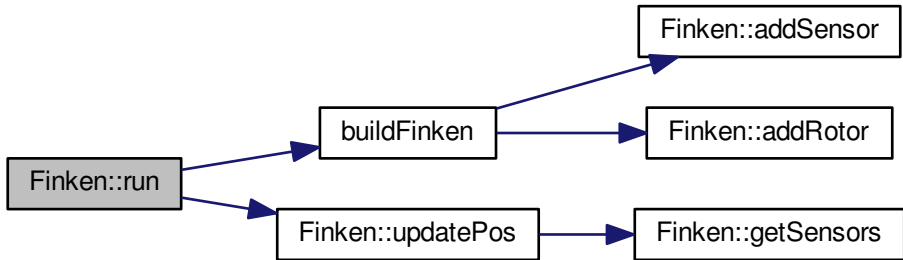 Finken::addSensor
buildFinken
Finken::addRotor
Finken::run
Finken::updatePos
Finken::getSensors